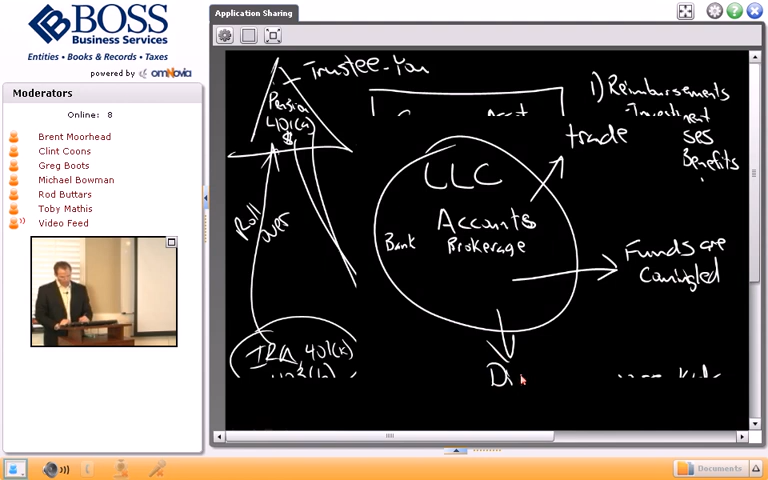 BOSS
Business Services
Entities • Books & Records • Taxes
powered by omnovia
Moderators
Online: 8
Brent Moorhead
Clint Coons
Greg Boots
Michael Bowman
Rod Buttars
Toby Mathis
Video Feed
Application Sharing
Trustee - You
Pension
401(a)
$
Roll
over
IRA, 401(k)
LLC
Accounts
Bank Brokerage
trade
Funds are
Comingled
Di
1) Reimbursements
- Investment
ses
Benefits
Documents